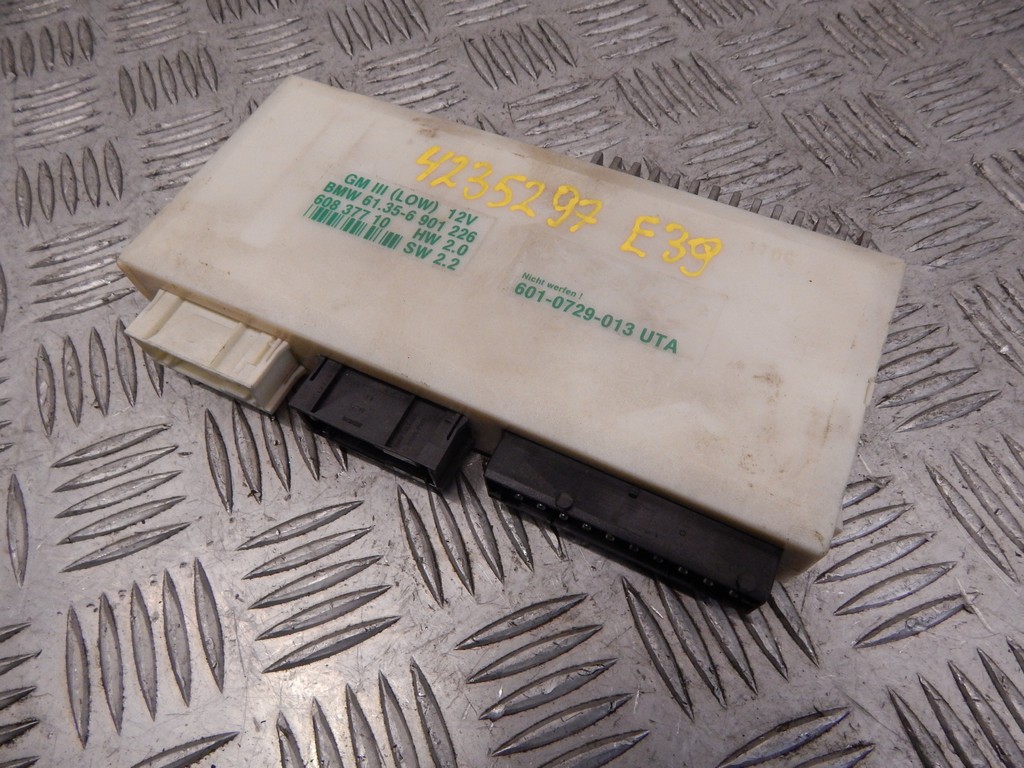 4235297 E39
GM III (LOW) 12V
BMW 61.35-6 901 226
608 377 10 HW 2.0
SW 2.2
Nicht werfen !
601-0729-013 UTA